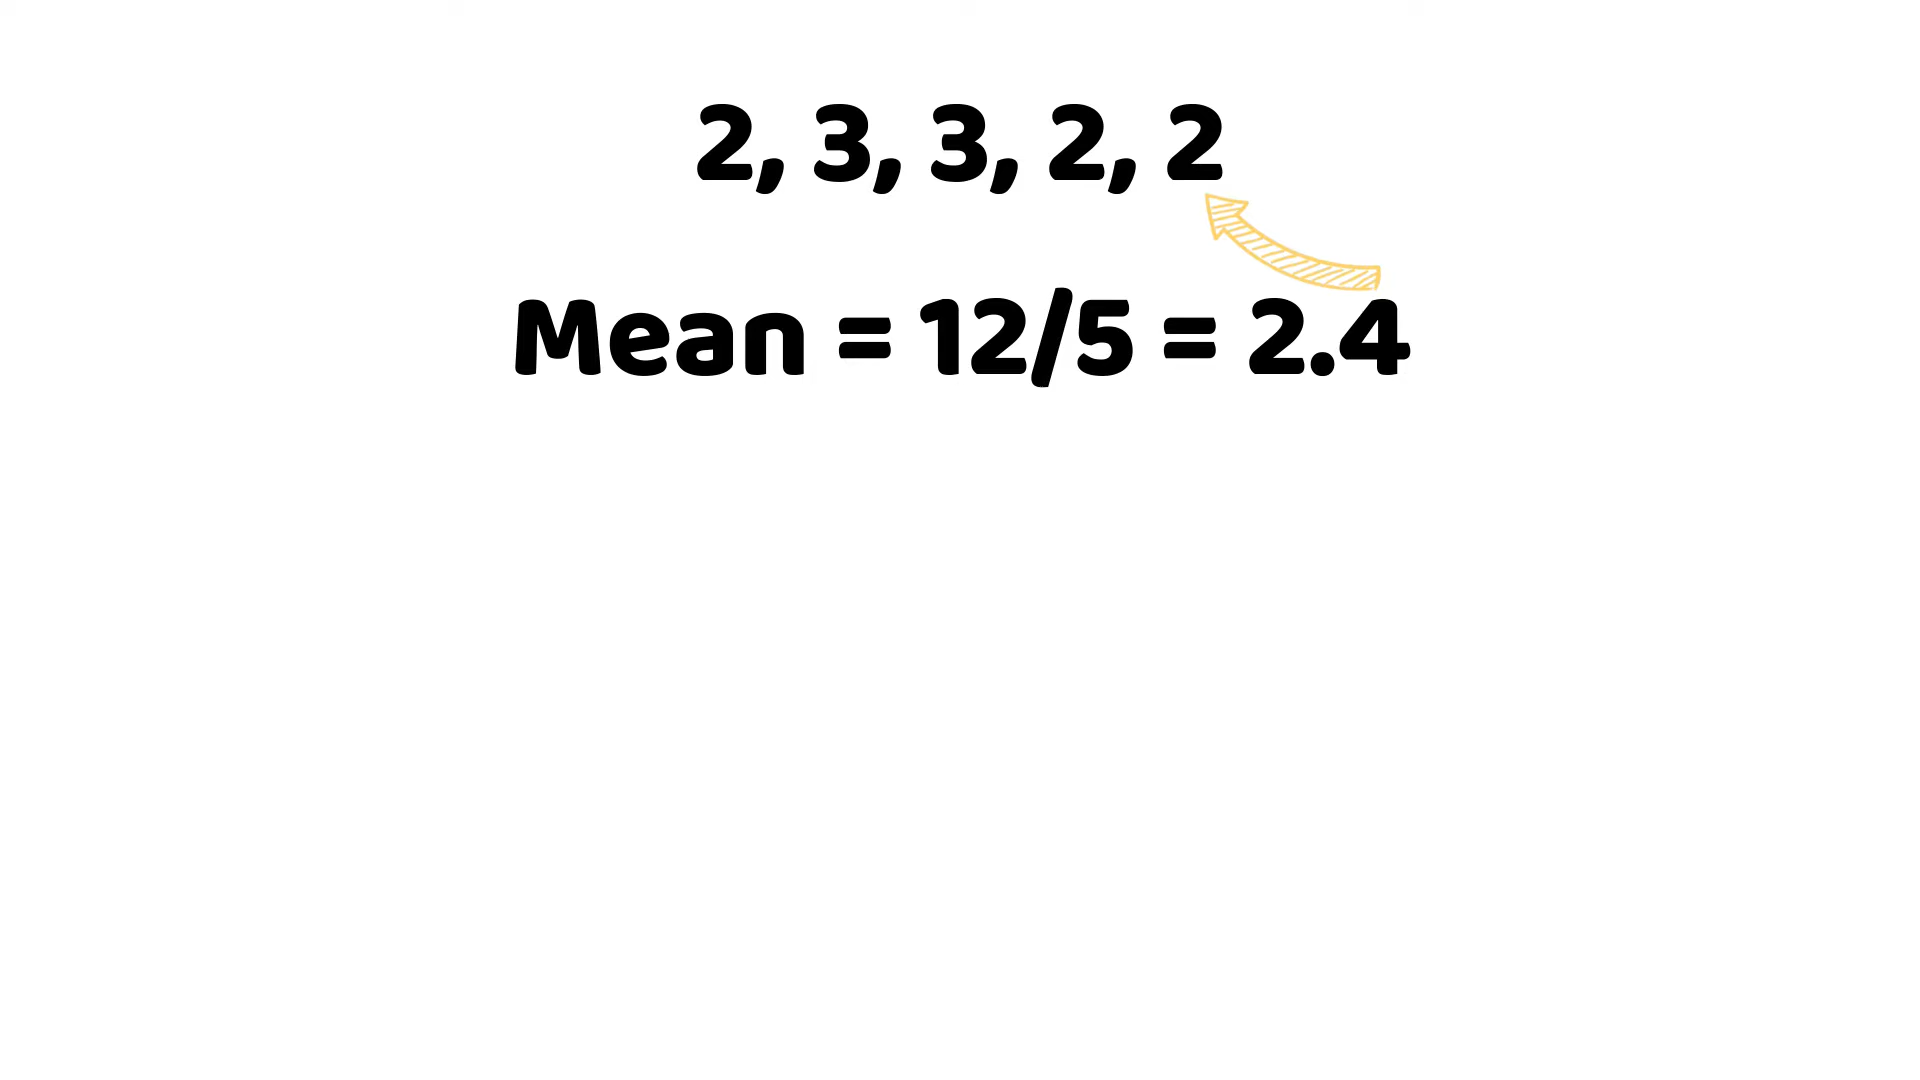 2, 3, 3, 2, 2
Mean = 12/5 = 2.4